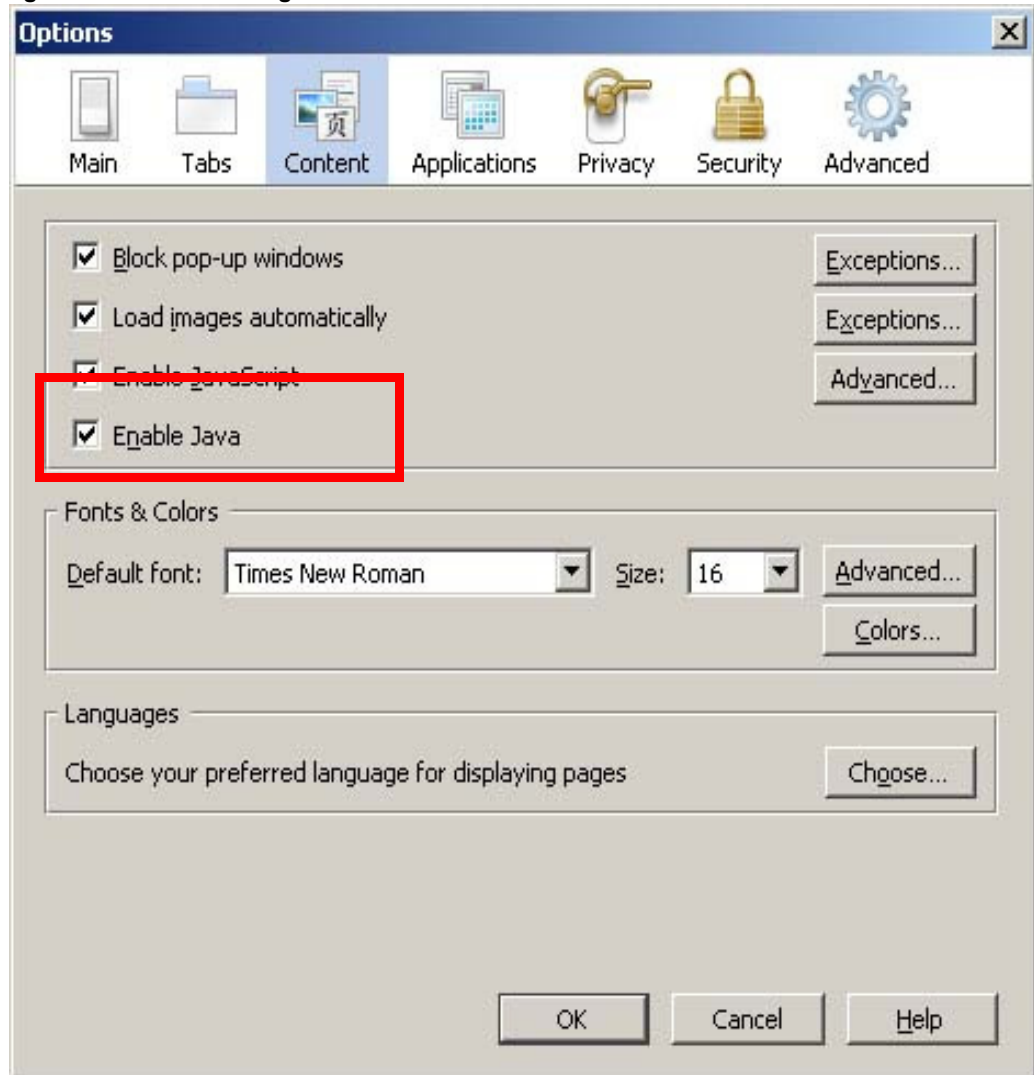 Options
Main Tabs Content Applications Privacy Security Advanced
页
Block pop-up windows Exceptions...
Load images automatically Exceptions...
Enable JavaScript Advanced...
Enable Java
Fonts & Colors
Default font: Times New Roman Size: 16 Advanced...
Colors...
Languages
Choose your preferred language for displaying pages Choose...
OK Cancel Help